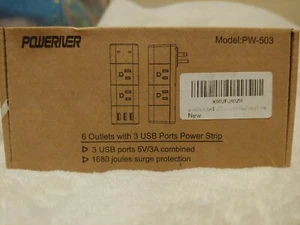 POWERIVER
Model:PW-503
New
6 Outlets with 3 USB Ports Power Strip
▷ 3 USB ports 5V/3A combined
▷ 1680 joules surge protection